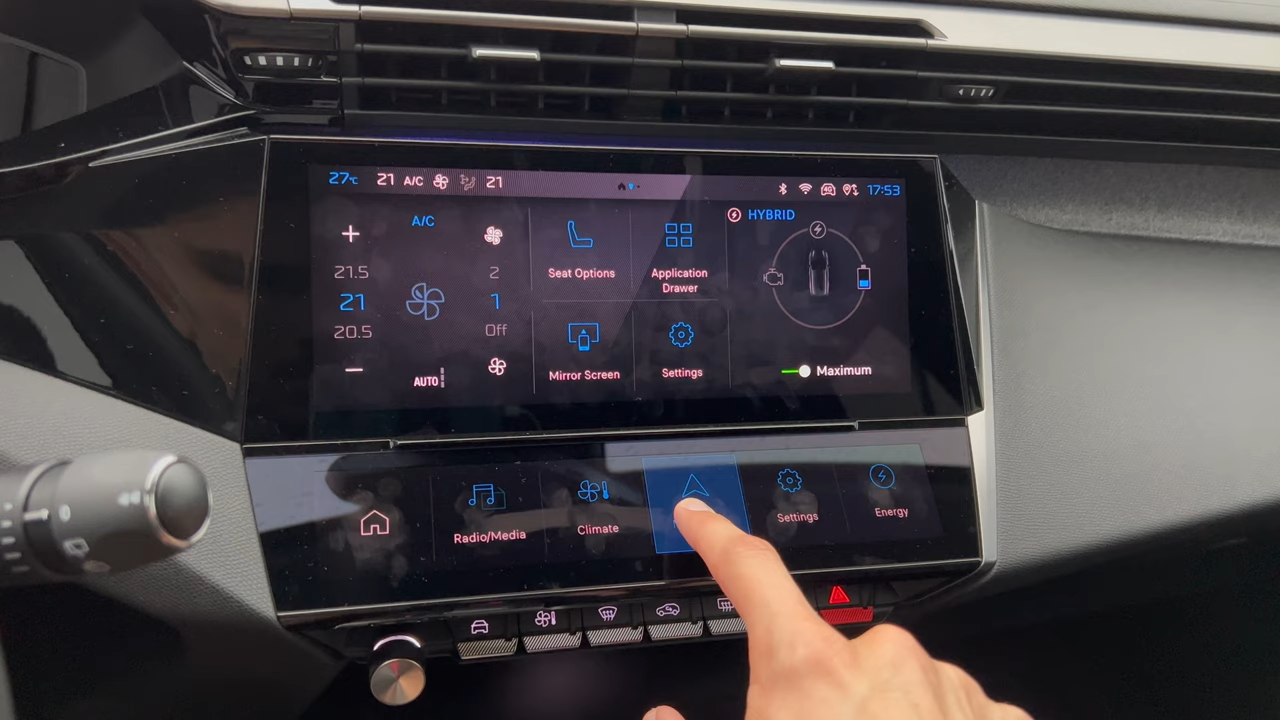 27°C 21 A/C 21 4G 17:53
A/C
HYBRID
21.5
21
20.5
2
1
Off
AUTO
Seat Options
Application
Drawer
Mirror Screen
Settings
Maximum
Radio/Media
Climate
Settings
Energy